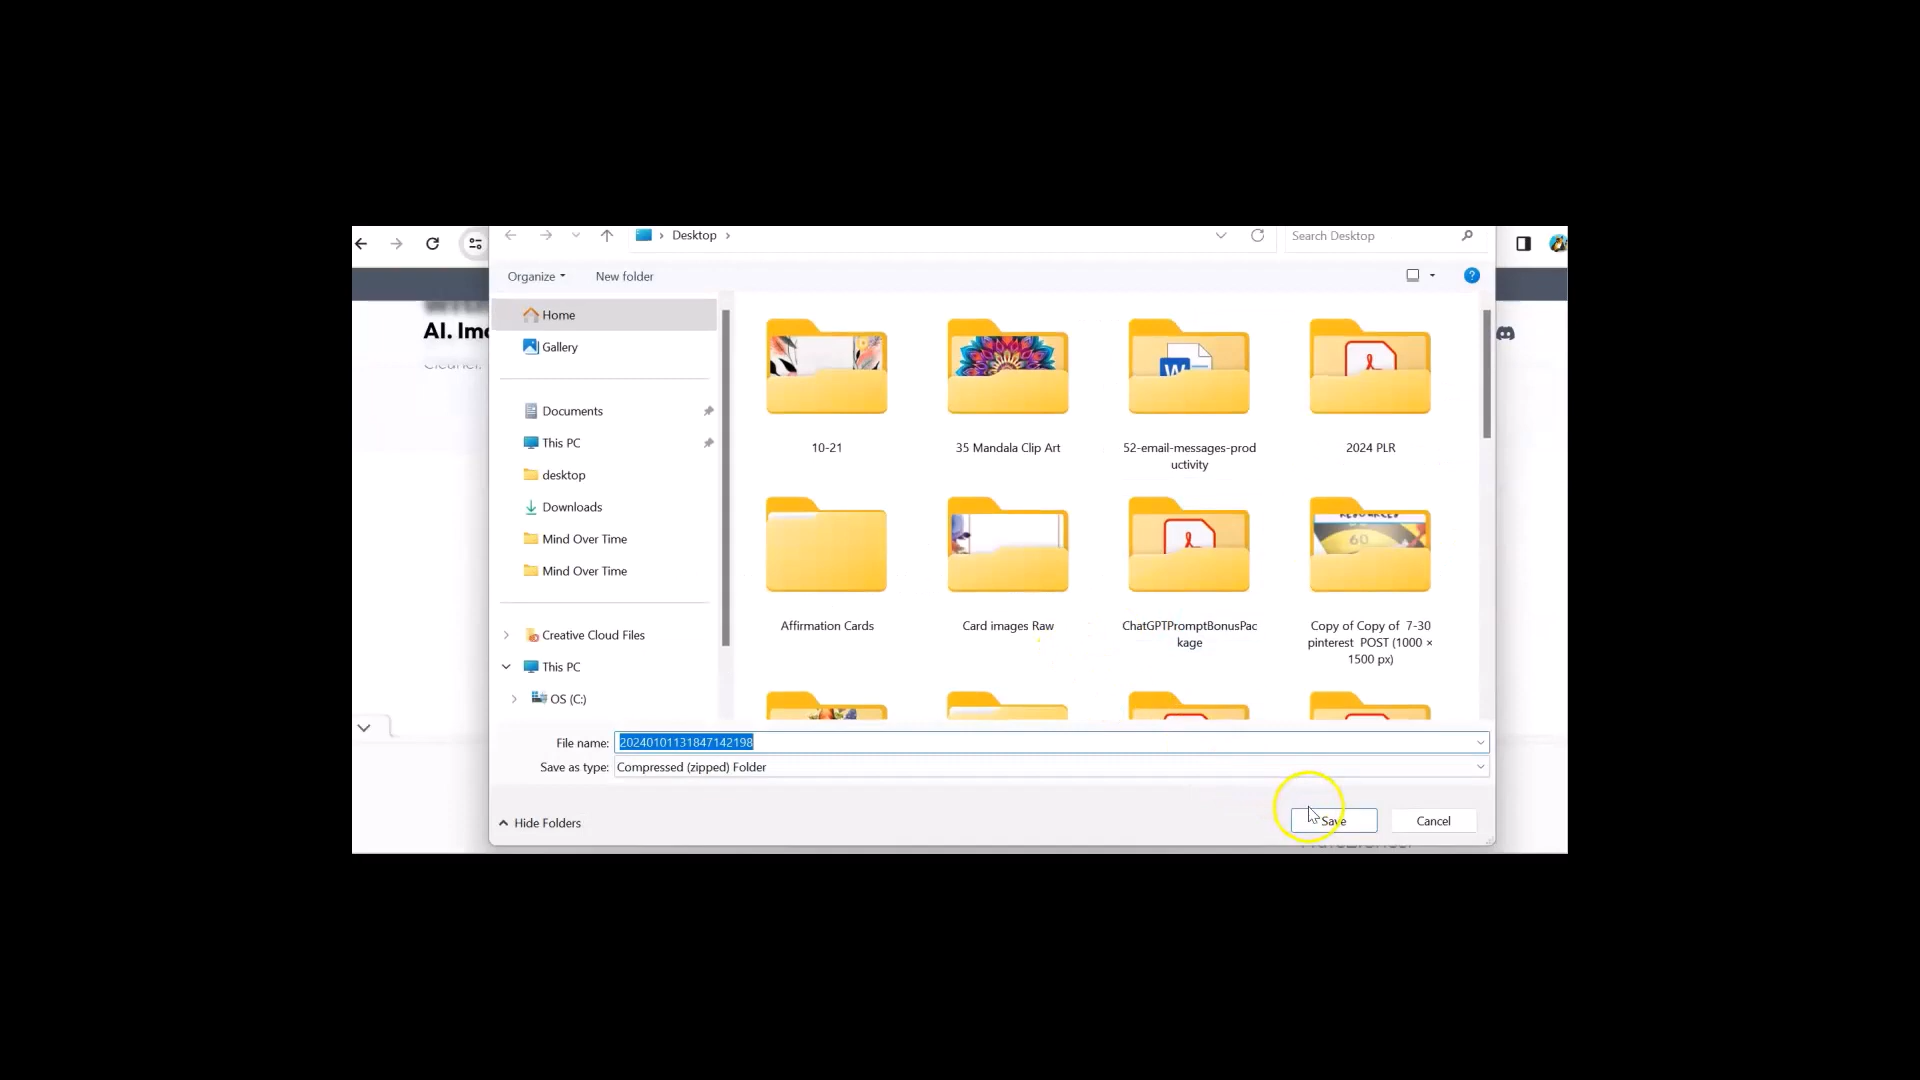 Desktop
Search Desktop
Organize
New folder
AI.
Home
Gallery
Documents
This PC
desktop
Downloads
Mind Over Time
Mind Over Time
Creative Cloud Files
This PC
OS (C:)
10-21
35 Mandala Clip Art
52-email-messages-prod
uctivity
2024 PLR
60
Affirmation Cards
Card images Raw
ChatGPTPromptBonusPac
kage
Copy of Copy of 7-30
pinterest POST (1000 ×
1500 px)
File name: 20240101131847142198
Save as type: Compressed (zipped) Folder
Hide Folders
Save
Cancel